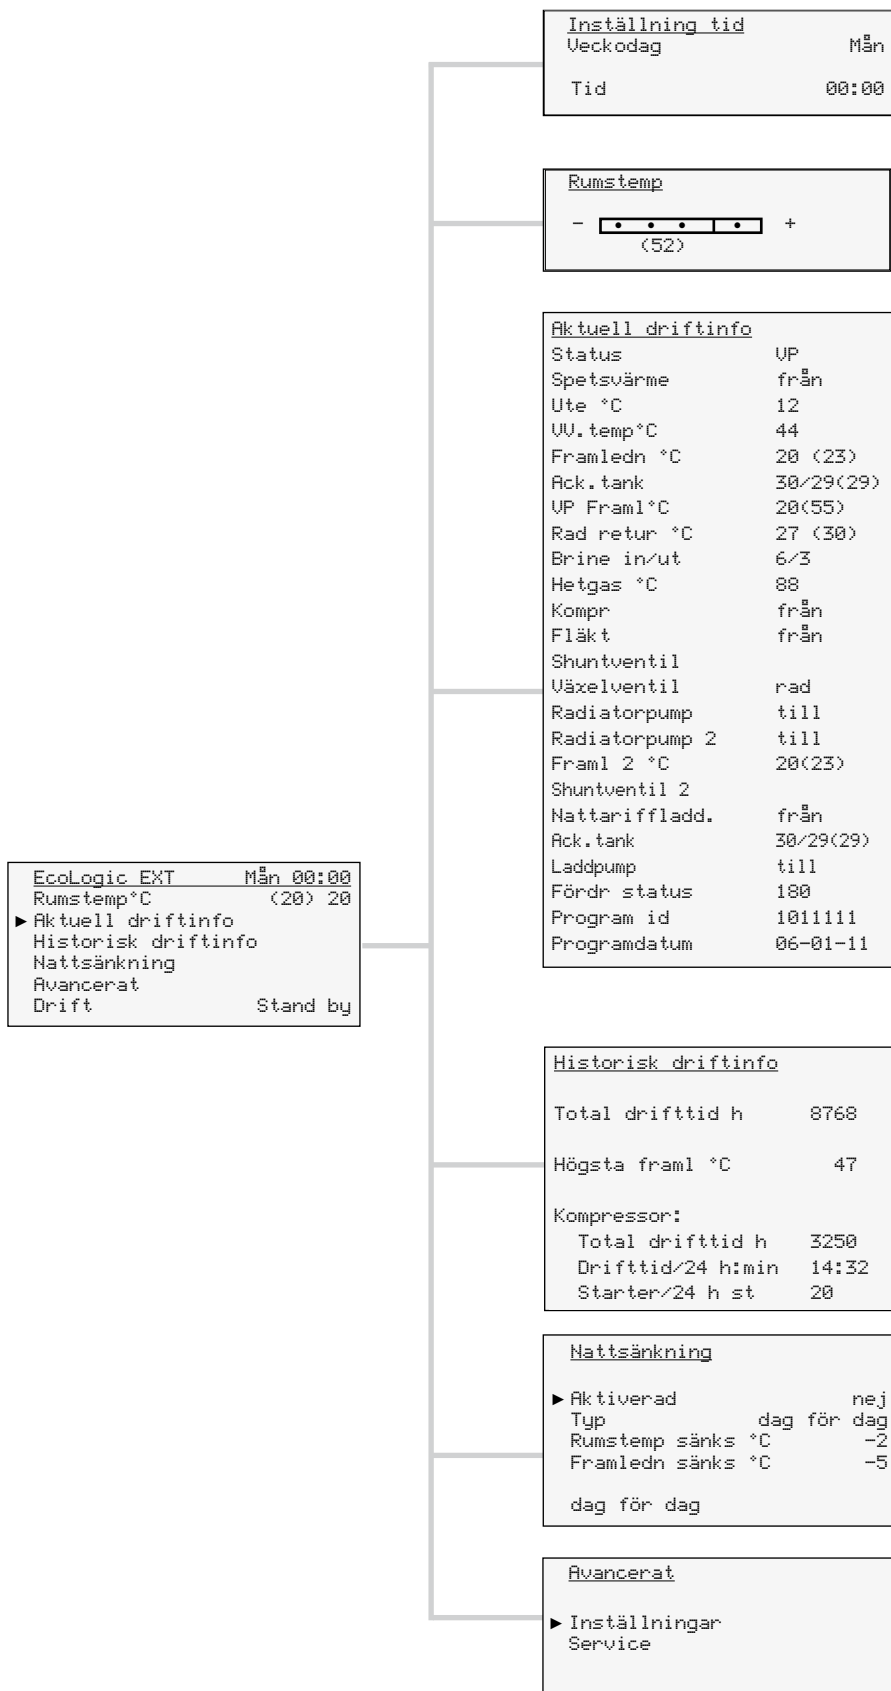 Inställning tid
Veckodag Mån
Tid 00:00
Rumstemp
- +
(52)
Aktuell driftinfo
Status VP
Spetsvärme från
Ute °C 12
VV.temp°C 44
Framledn °C 20 (23)
Ack.tank 30/29(29)
VP Framl°C 20(55)
Rad retur °C 27 (30)
Brine in/ut 6/3
Hetgas °C 88
Kompr från
Fläkt från
Shuntventil
Växelventil rad
Radiatorpump till
Radiatorpump 2 till
Framl 2 °C 20(23)
Shuntventil 2
Nattariffladd. från
Ack.tank 30/29(29)
Laddpump till
Fördr status 180
Program id 1011111
Programdatum 06-01-11
EcoLogic EXT Mån 00:00
Rumstemp°C (20) 20
►Aktuell driftinfo
Historisk driftinfo
Nattsänkning
Avancerat
Drift Stand by
Historisk driftinfo
Total drifttid h 8768
Högsta framl °C 47
Kompressor:
Total drifttid h 3250
Drifttid/24 h:min 14:32
Starter/24 h st 20
Nattsänkning
►Aktiverad nej
Typ dag för dag
Rumstemp sänks °C -2
Framledn sänks °C -5
dag för dag
Avancerat
►Inställningar
Service